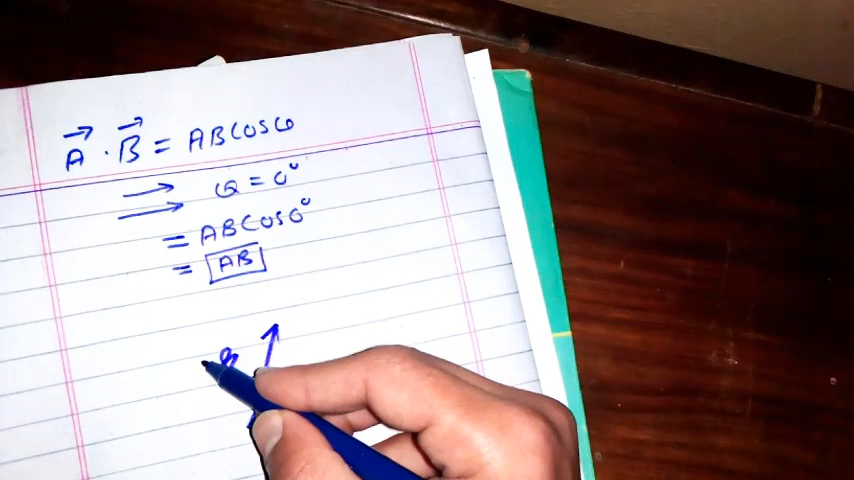 A⃗ · B⃗ = ABCOSθ
θ = 0°
= ABCOS0°
= AB